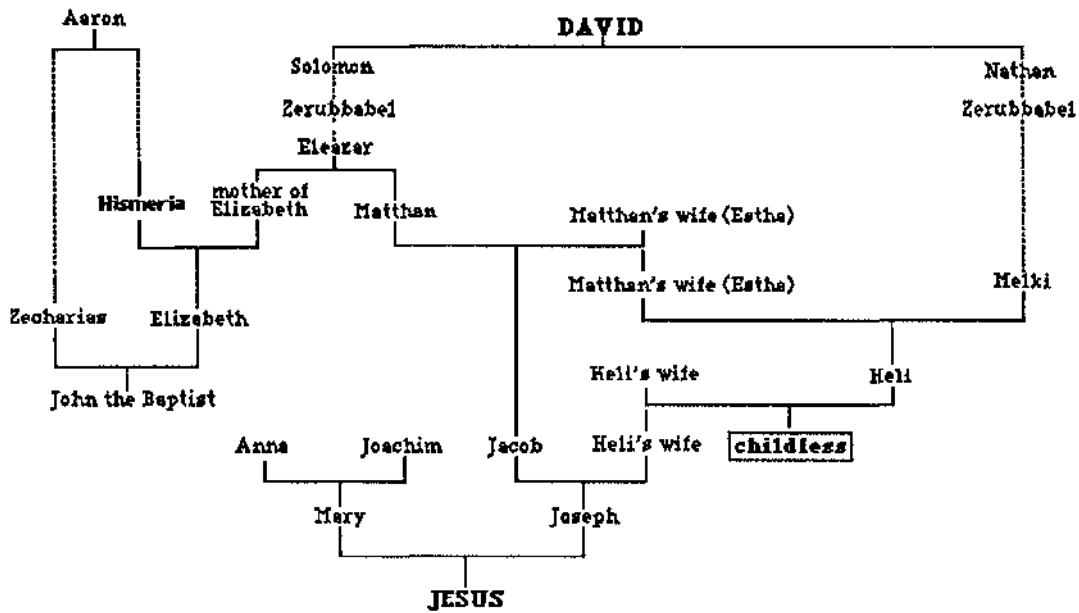 Aaron
DAVID
Solomon
Nathan
Zerubbabel
Zerubbabel
Eleazar
Hismeria
mother of
Elizabeth
Matthan
Matthan's wife (Estha)
Matthan's wife (Estha)
Melki
Zecharias
Elizabeth
Heli's wife
Heli
John the Baptist
Anna
Joachim
Jacob
Heli's wife
childless
Mary
Joseph
JESUS